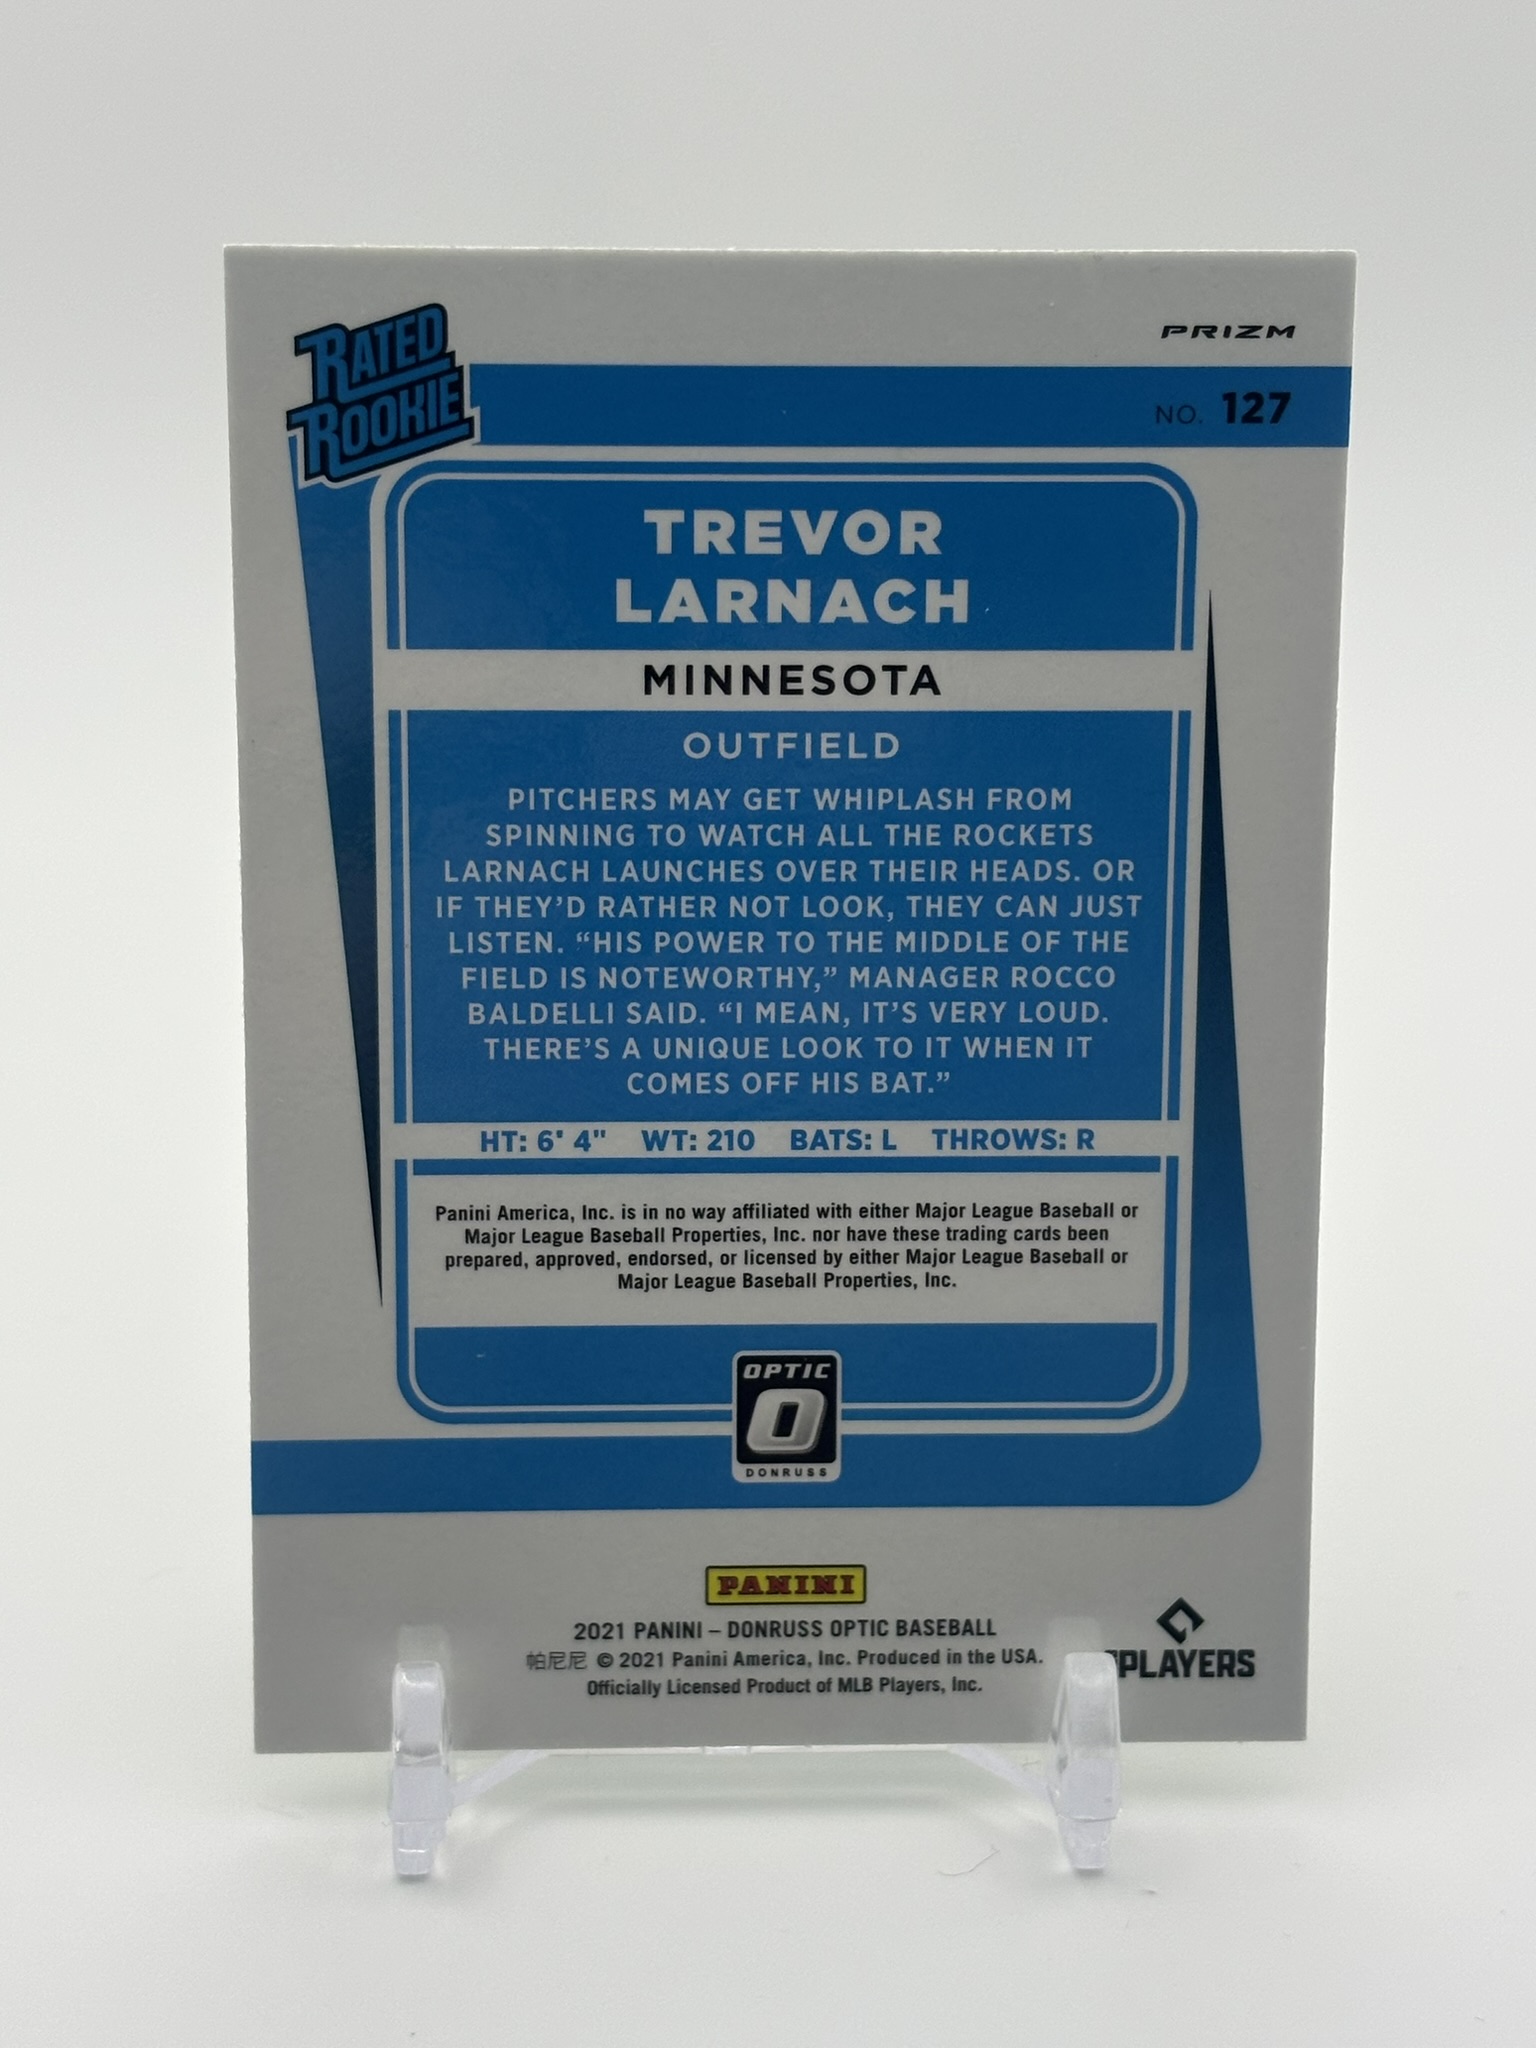 RATED
ROOKIE
PRIZM
NO. 127
TREVOR
LARNACH
MINNESOTA
OUTFIELD
PITCHERS MAY GET WHIPLASH FROM
SPINNING TO WATCH ALL THE ROCKETS
LARNACH LAUNCHES OVER THEIR HEADS. OR
IF THEY'D RATHER NOT LOOK, THEY CAN JUST
LISTEN. “HIS POWER TO THE MIDDLE OF THE
FIELD IS NOTEWORTHY,” MANAGER ROCCO
BALDELLI SAID. “I MEAN, IT'S VERY LOUD.
THERE'S A UNIQUE LOOK TO IT WHEN IT
COMES OFF HIS BAT.”
HT: 6' 4" WT: 210 BATS: L THROWS: R
Panini America, Inc. is in no way affiliated with either Major League Baseball or
Major League Baseball Properties, Inc. nor have these trading cards been
prepared, approved, endorsed, or licensed by either Major League Baseball or
Major League Baseball Properties, Inc.
OPTIC
O
DONRUSS
PANINI
2021 PANINI – DONRUSS OPTIC BASEBALL
帕尼尼 © 2021 Panini America, Inc. Produced in the USA.
Officially Licensed Product of MLB Players, Inc.
PLAYERS